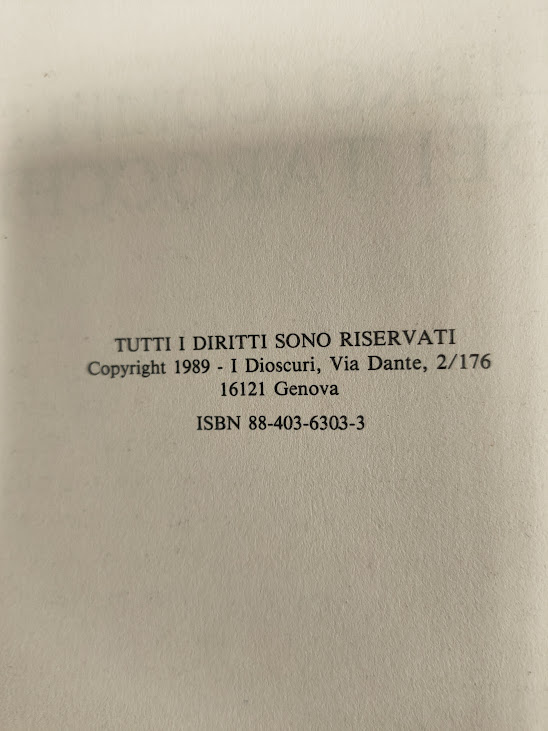 TUTTI I DIRITTI SONO RISERVATI
Copyright 1989 - I Dioscuri, Via Dante, 2/176
16121 Genova
ISBN 88-403-6303-3